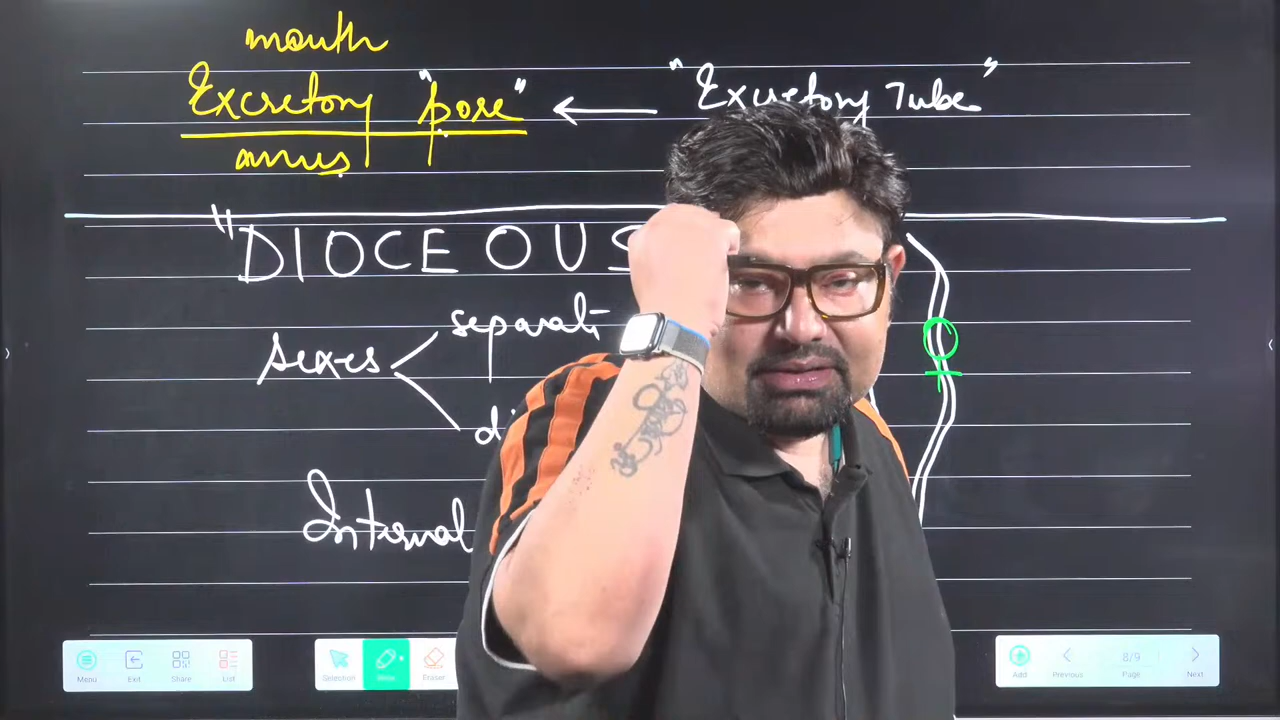 mouth
Excretory "pore" ← "Excretory Tube"
anus
"DIOCEOUS
sexes separate
di
Internal
Menu Exit Share List Selection Eraser Add Previous 8/9 Page Next